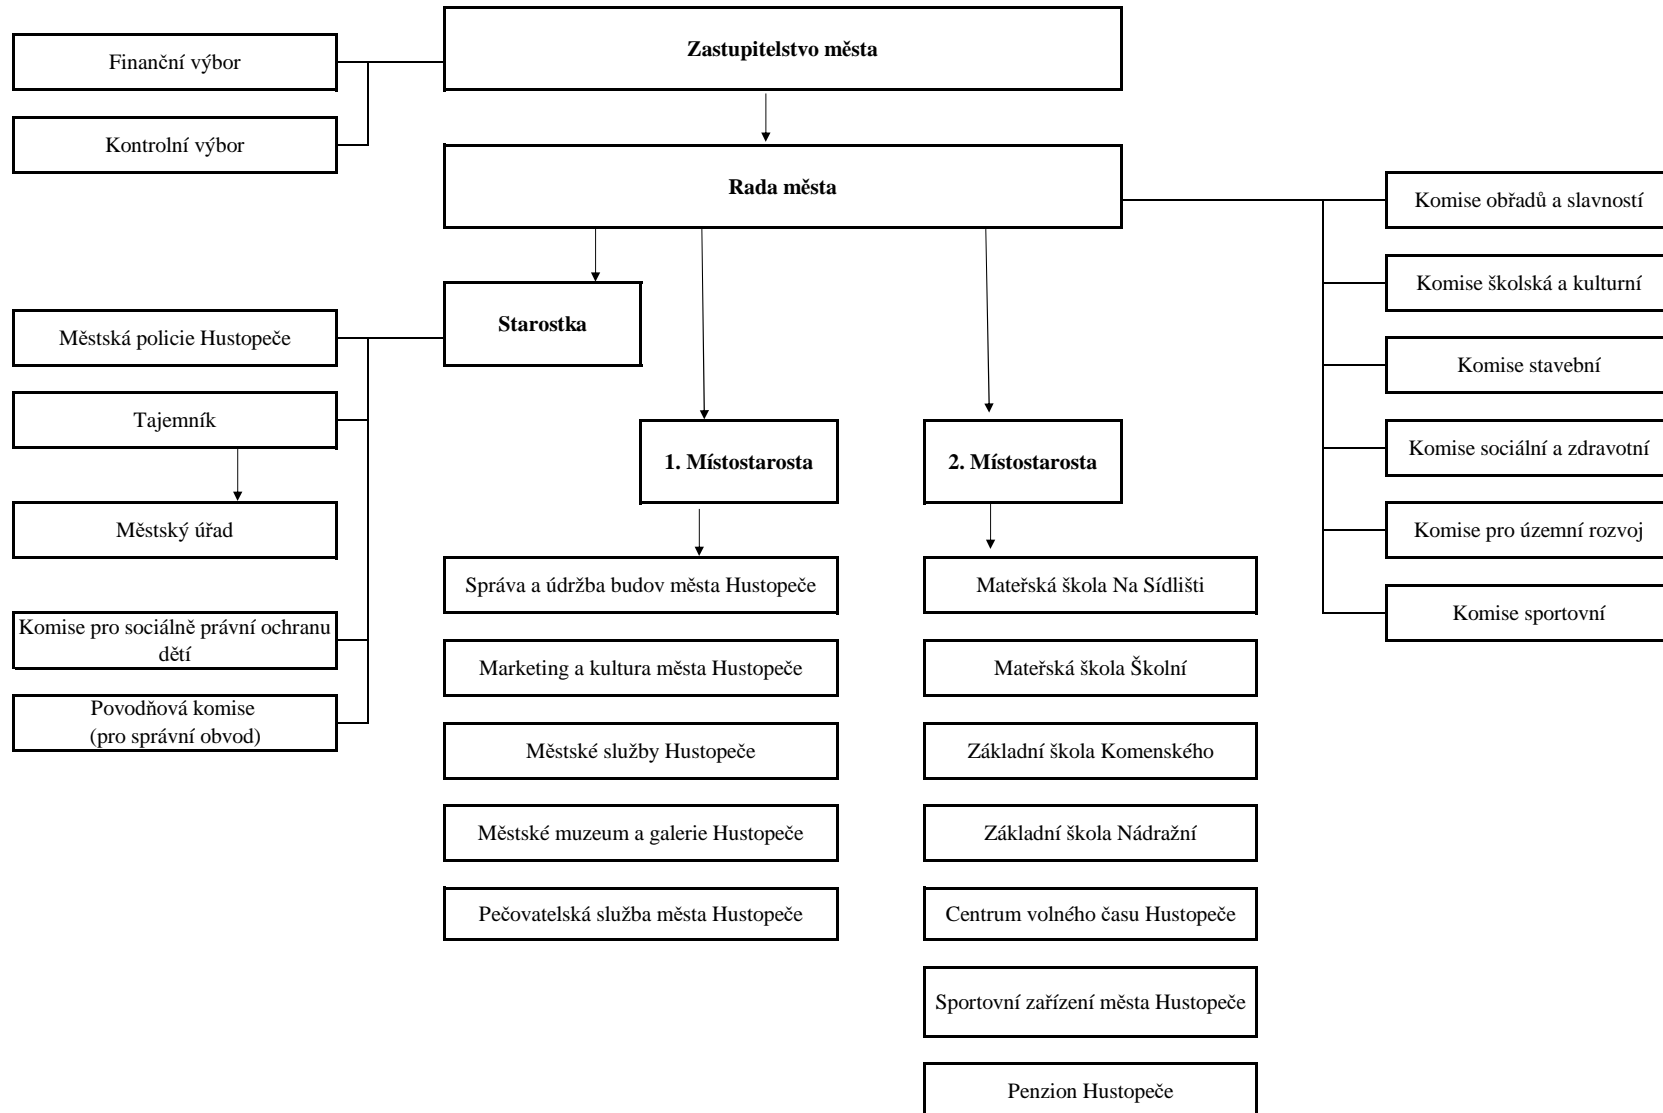 Zastupitelstvo města
Finanční výbor
Kontrolní výbor
Rada města
Komise obřadů a slavností
Komise školská a kulturní
Starostka
Městská policie Hustopeče
Komise stavební
Tajemník
1. Místostarosta
2. Místostarosta
Komise sociální a zdravotní
Městský úřad
Komise pro územní rozvoj
Správa a údržba budov města Hustopeče
Mateřská škola Na Sídlišti
Komise sportovní
Komise pro sociálně právní ochranu
dětí
Marketing a kultura města Hustopeče
Mateřská škola Školní
Povodňová komise
(pro správní obvod)
Městské služby Hustopeče
Základní škola Komenského
Městské muzeum a galerie Hustopeče
Základní škola Nádražní
Pečovatelská služba města Hustopeče
Centrum volného času Hustopeče
Sportovní zařízení města Hustopeče
Penzion Hustopeče